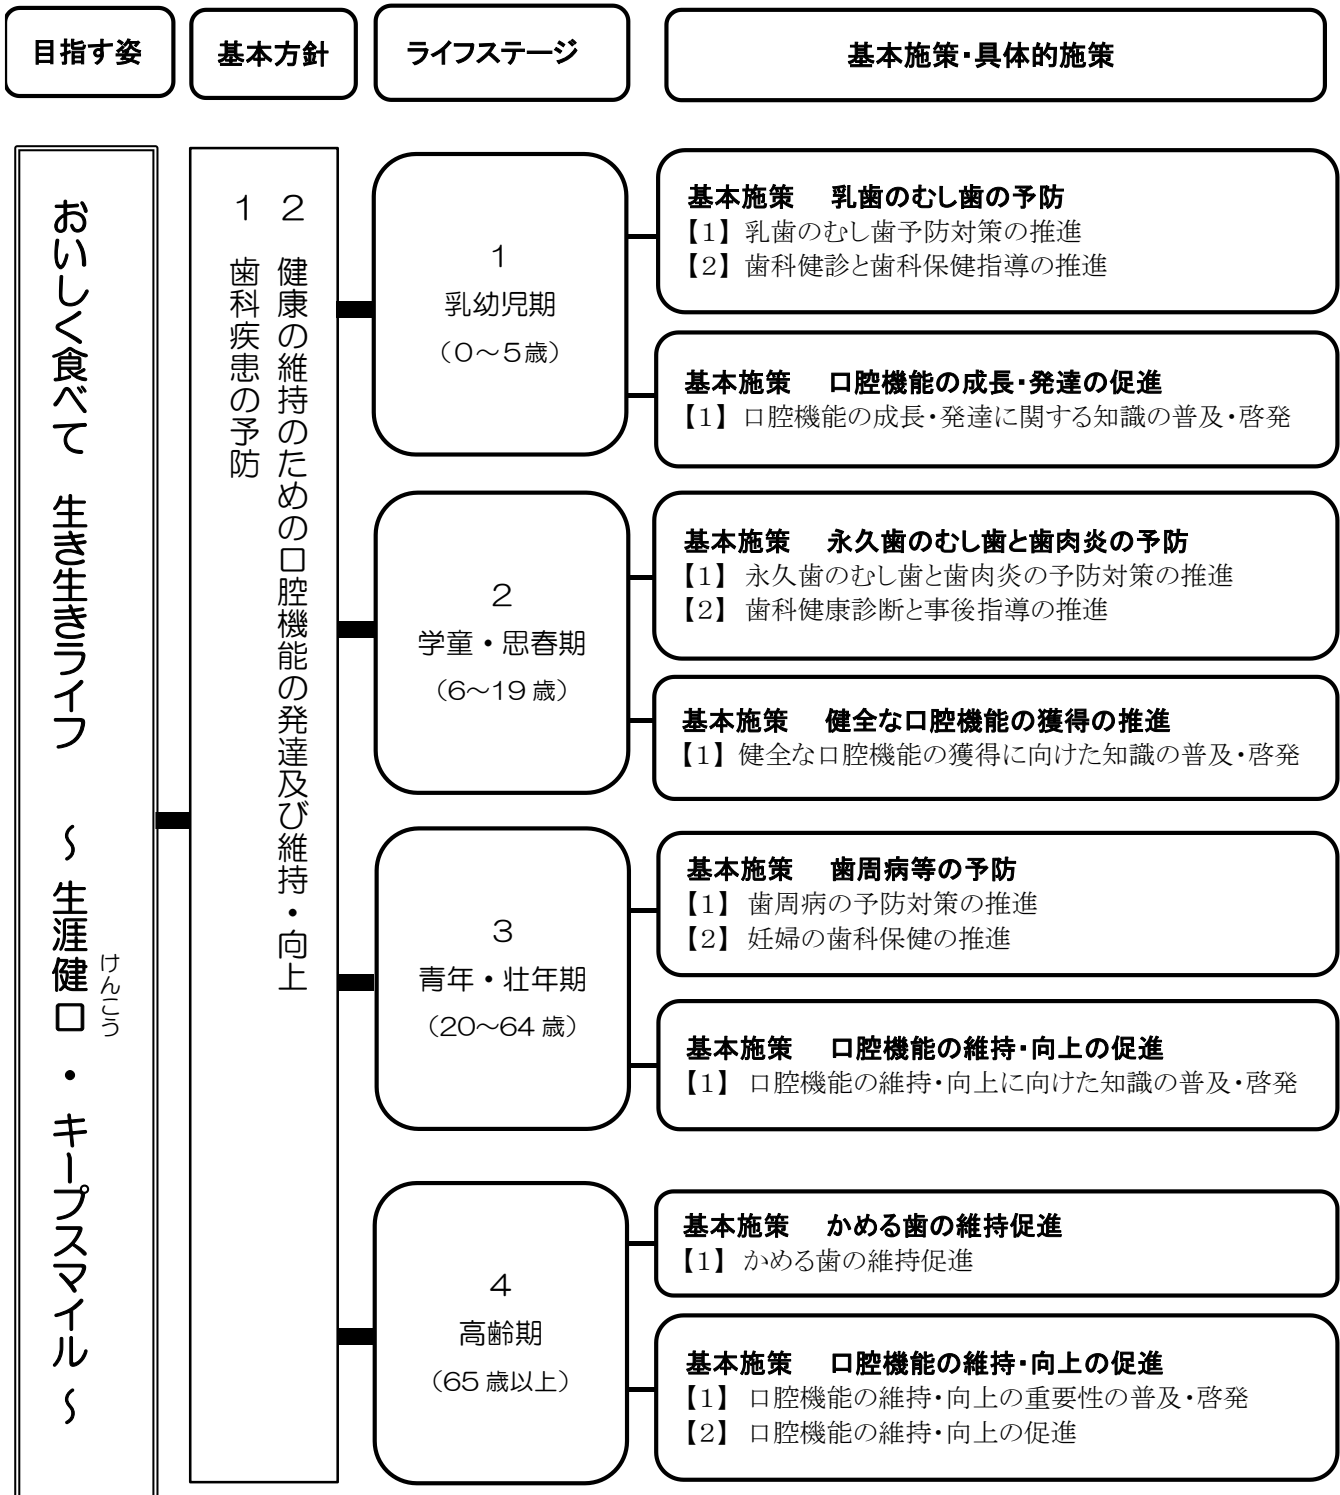 目指す姿
基本方針
ライフステージ
基本施策・具体的施策
おいしく食べて 生き生きライフ ～生涯健口・キープスマイル～
けんこう
1 歯科疾患の予防
2 健康の維持のための口腔機能の発達及び維持・向上
1
乳幼児期
（0～5歳）
基本施策 乳歯のむし歯の予防
【1】乳歯のむし歯予防対策の推進
【2】歯科健診と歯科保健指導の推進
基本施策 口腔機能の成長・発達の促進
【1】口腔機能の成長・発達に関する知識の普及・啓発
2
学童・思春期
（6～19歳）
基本施策 永久歯のむし歯と歯肉炎の予防
【1】 永久歯のむし歯と歯肉炎の予防対策の推進
【2】 歯科健康診断と事後指導の推進
基本施策 健全な口腔機能の獲得の推進
【1】健全な口腔機能の獲得に向けた知識の普及・啓発
3
青年・壮年期
（20～64歳）
基本施策 歯周病等の予防
【1】 歯周病の予防対策の推進
【2】 妊婦の歯科保健の推進
基本施策 口腔機能の維持・向上の促進
【1】 口腔機能の維持・向上に向けた知識の普及・啓発
4
高齢期
（65歳以上）
基本施策 かめる歯の維持促進
【1】 かめる歯の維持促進
基本施策 口腔機能の維持・向上の促進
【1】 口腔機能の維持・向上の重要性の普及・啓発
【2】 口腔機能の維持・向上の促進